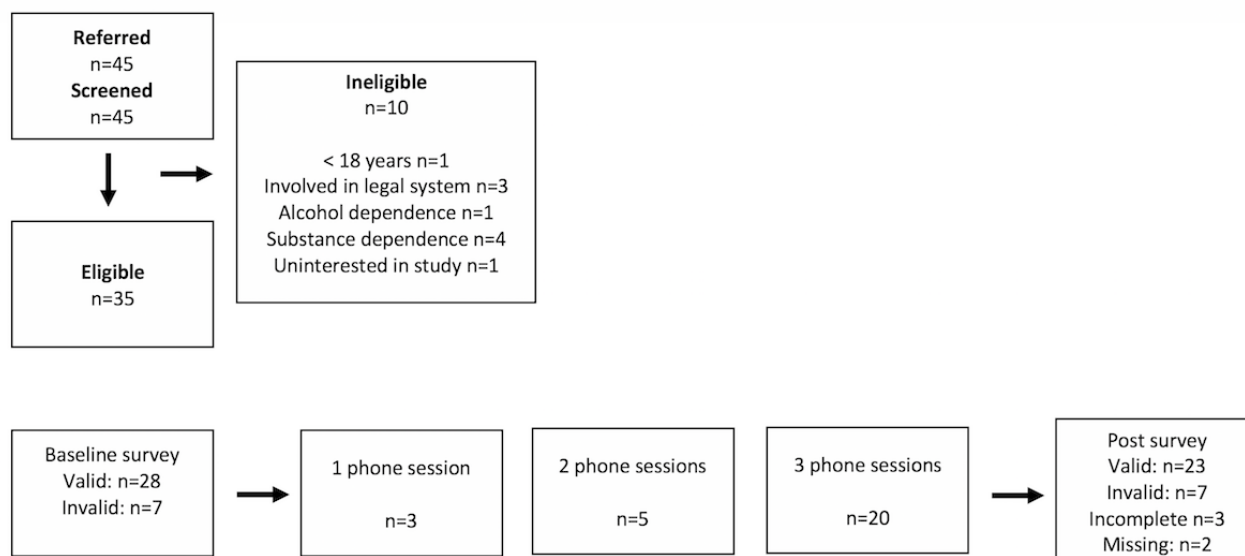 Referred
n=45
Screened
n=45
Ineligible
n=10
< 18 years n=1
Involved in legal system n=3
Alcohol dependence n=1
Substance dependence n=4
Uninterested in study n=1
Eligible
n=35
Baseline survey
Valid: n=28
Invalid: n=7
1 phone session
n=3
2 phone sessions
n=5
3 phone sessions
n=20
Post survey
Valid: n=23
Invalid: n=7
Incomplete n=3
Missing: n=2